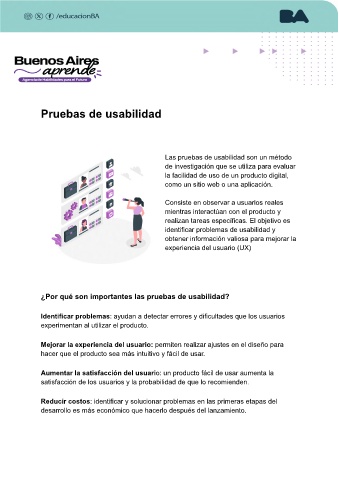 /educacionBA
BA
Buenos Aires
aprende
Agencia de Habilidades para el Futuro
Pruebas de usabilidad
Las pruebas de usabilidad son un método
de investigación que se utiliza para evaluar
la facilidad de uso de un producto digital,
como un sitio web o una aplicación.
Consiste en observar a usuarios reales
mientras interactúan con el producto y
realizan tareas específicas. El objetivo es
identificar problemas de usabilidad y
obtener información valiosa para mejorar la
experiencia del usuario (UX)
¿Por qué son importantes las pruebas de usabilidad?
Identificar problemas: ayudan a detectar errores y dificultades que los usuarios
experimentan al utilizar el producto.
Mejorar la experiencia del usuario: permiten realizar ajustes en el diseño para
hacer que el producto sea más intuitivo y fácil de usar.
Aumentar la satisfacción del usuario: un producto fácil de usar aumenta la
satisfacción de los usuarios y la probabilidad de que lo recomienden.
Reducir costos: identificar y solucionar problemas en las primeras etapas del
desarrollo es más económico que hacerlo después del lanzamiento.